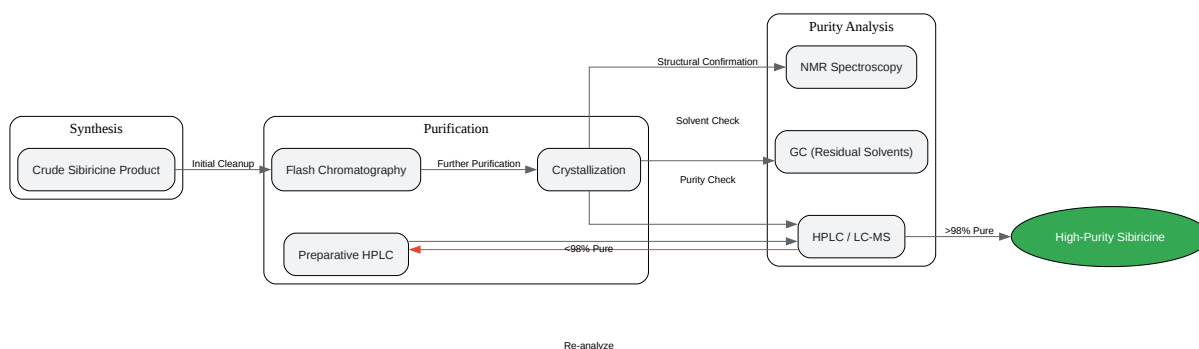 Synthesis
Crude Sibiricine Product
Initial Cleanup
Purification
Flash Chromatography
Further Purification
Crystallization
Preparative HPLC
<98% Pure
Structural Confirmation
Solvent Check
Purity Check
Purity Analysis
NMR Spectroscopy
GC (Residual Solvents)
HPLC / LC-MS
>98% Pure
High-Purity Sibiricine
Re-analyze